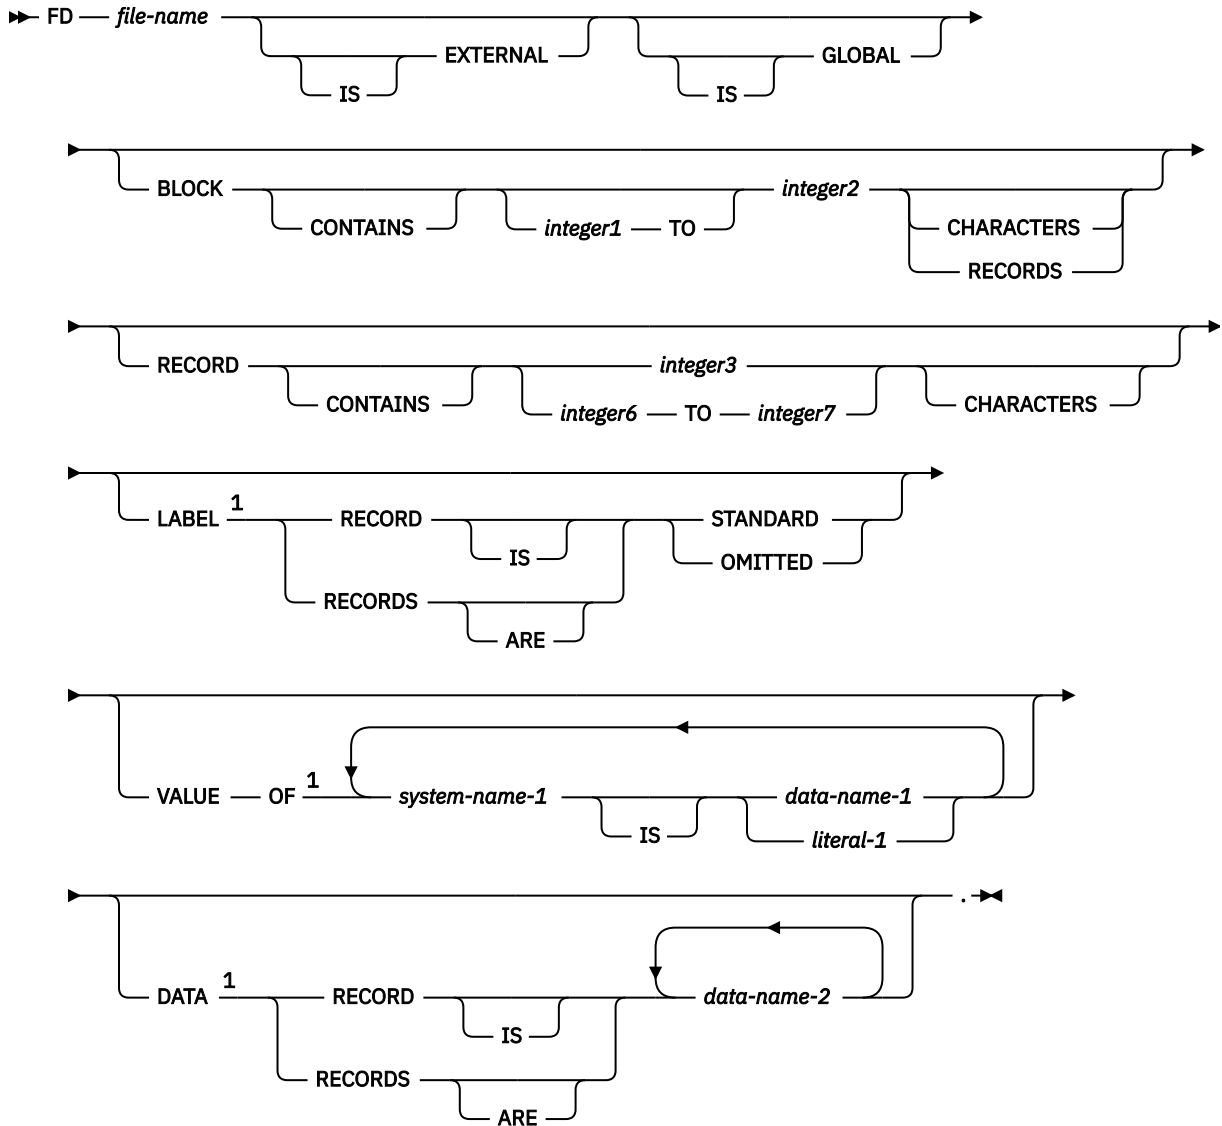 FD file-name EXTERNAL GLOBAL
IS IS
BLOCK integer2
CONTAINS integer1 TO CHARACTERS
RECORDS
RECORD integer3
CONTAINS CHARACTERS
integer6 TO integer7
LABEL 1 RECORD STANDARD
IS OMITTED
RECORDS
ARE
VALUE OF 1 system-name-1 data-name-1
IS literal-1
.
DATA 1 RECORD data-name-2
IS
RECORDS
ARE